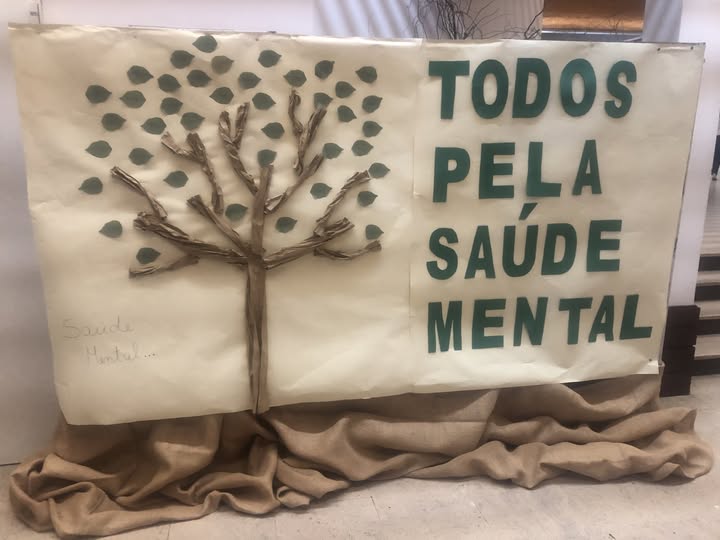 TODOS
PELA
SAÚDE
MENTAL
Saúde
Mental...